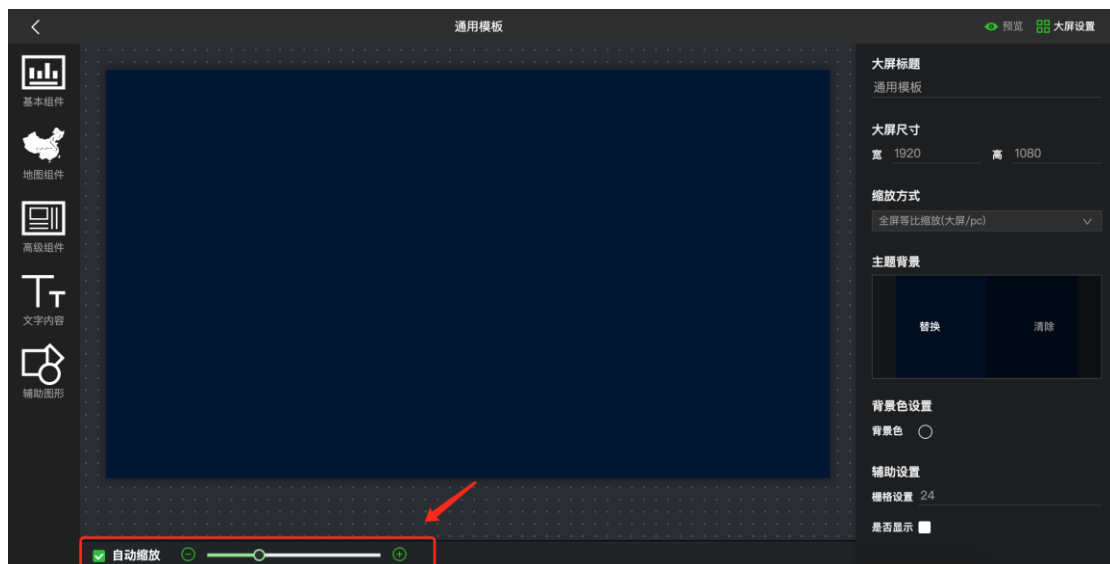 通用模板
预览
大屏设置
基本组件
地图组件
高级组件
文字内容
辅助图形
大屏标题
通用模板
大屏尺寸
宽 1920 高 1080
缩放方式
全屏等比缩放(大屏/pc)
主题背景
替换 清除
背景色设置
背景色
辅助设置
栅格设置 24
是否显示
自动缩放